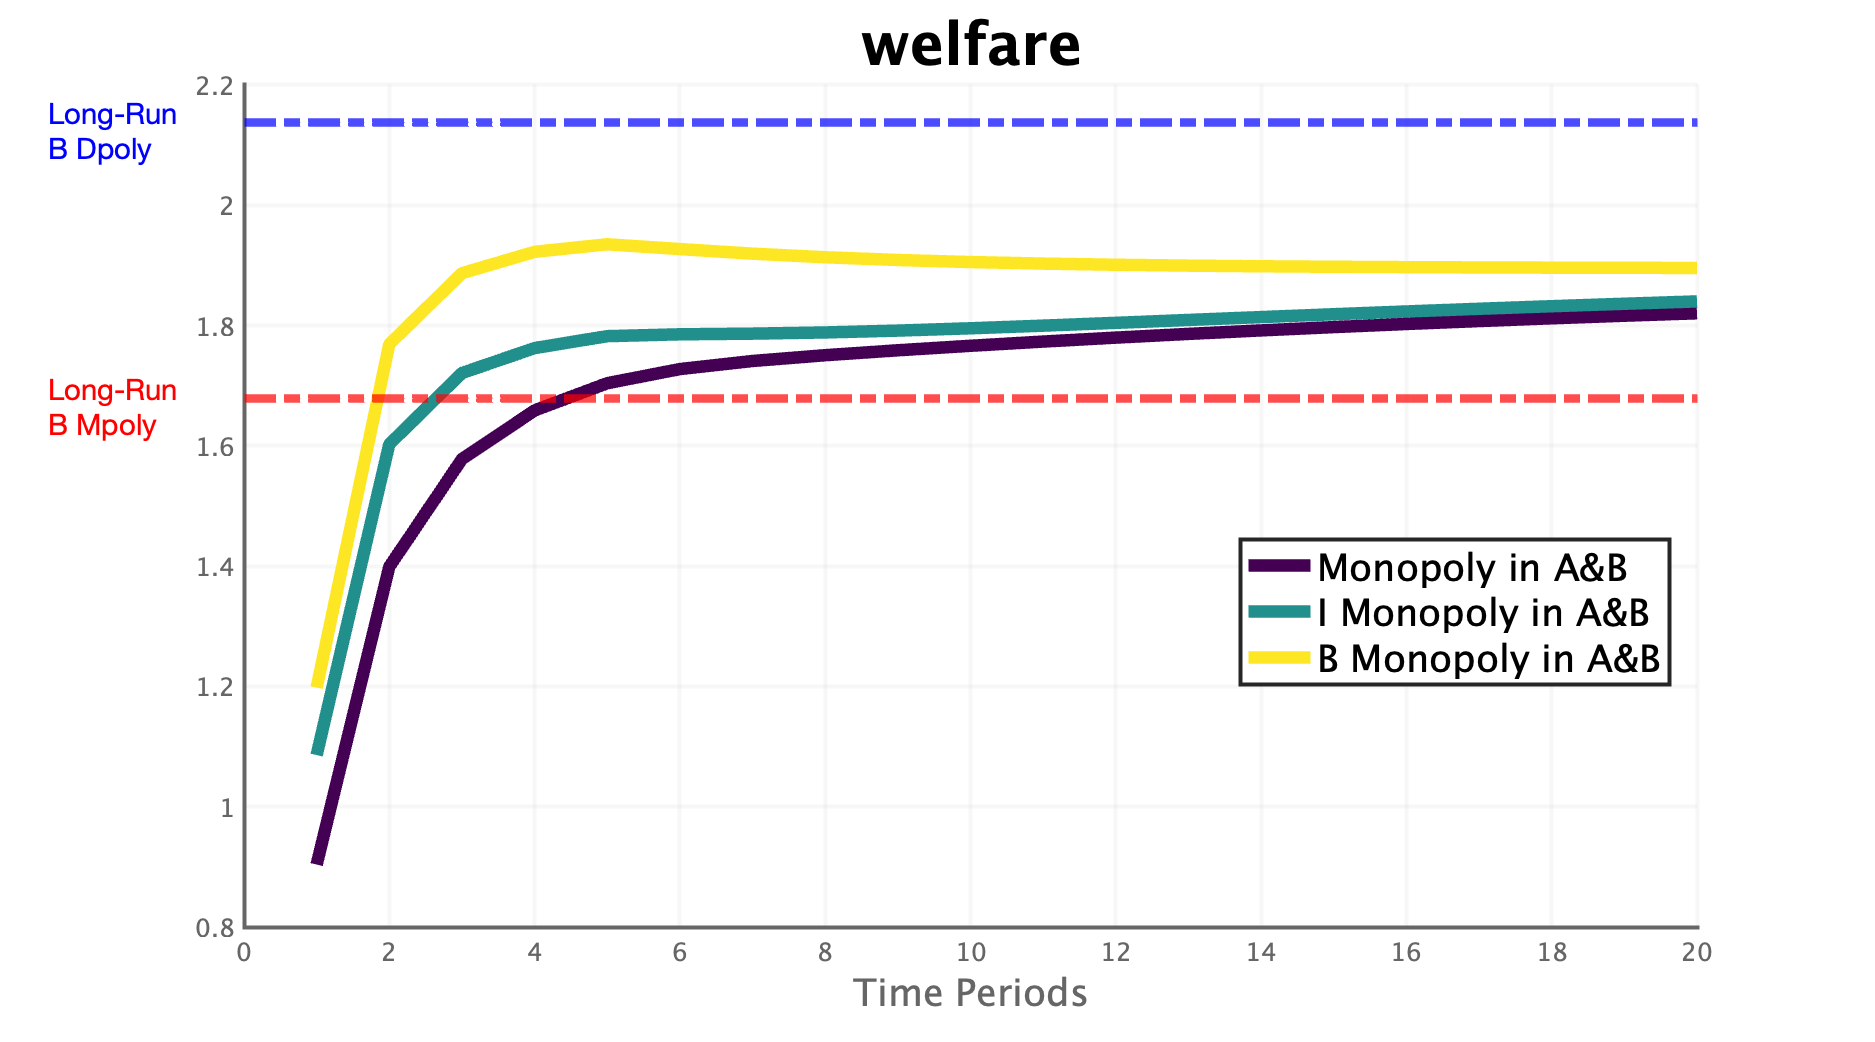 welfare
2.2
Long-Run
B Dpoly
2
1.8
Long-Run
B Mpoly
1.6
1.4
1.2
1
0.8
Monopoly in A&B
I Monopoly in A&B
B Monopoly in A&B
0 2 4 6 8 10 12 14 16 18 20
Time Periods